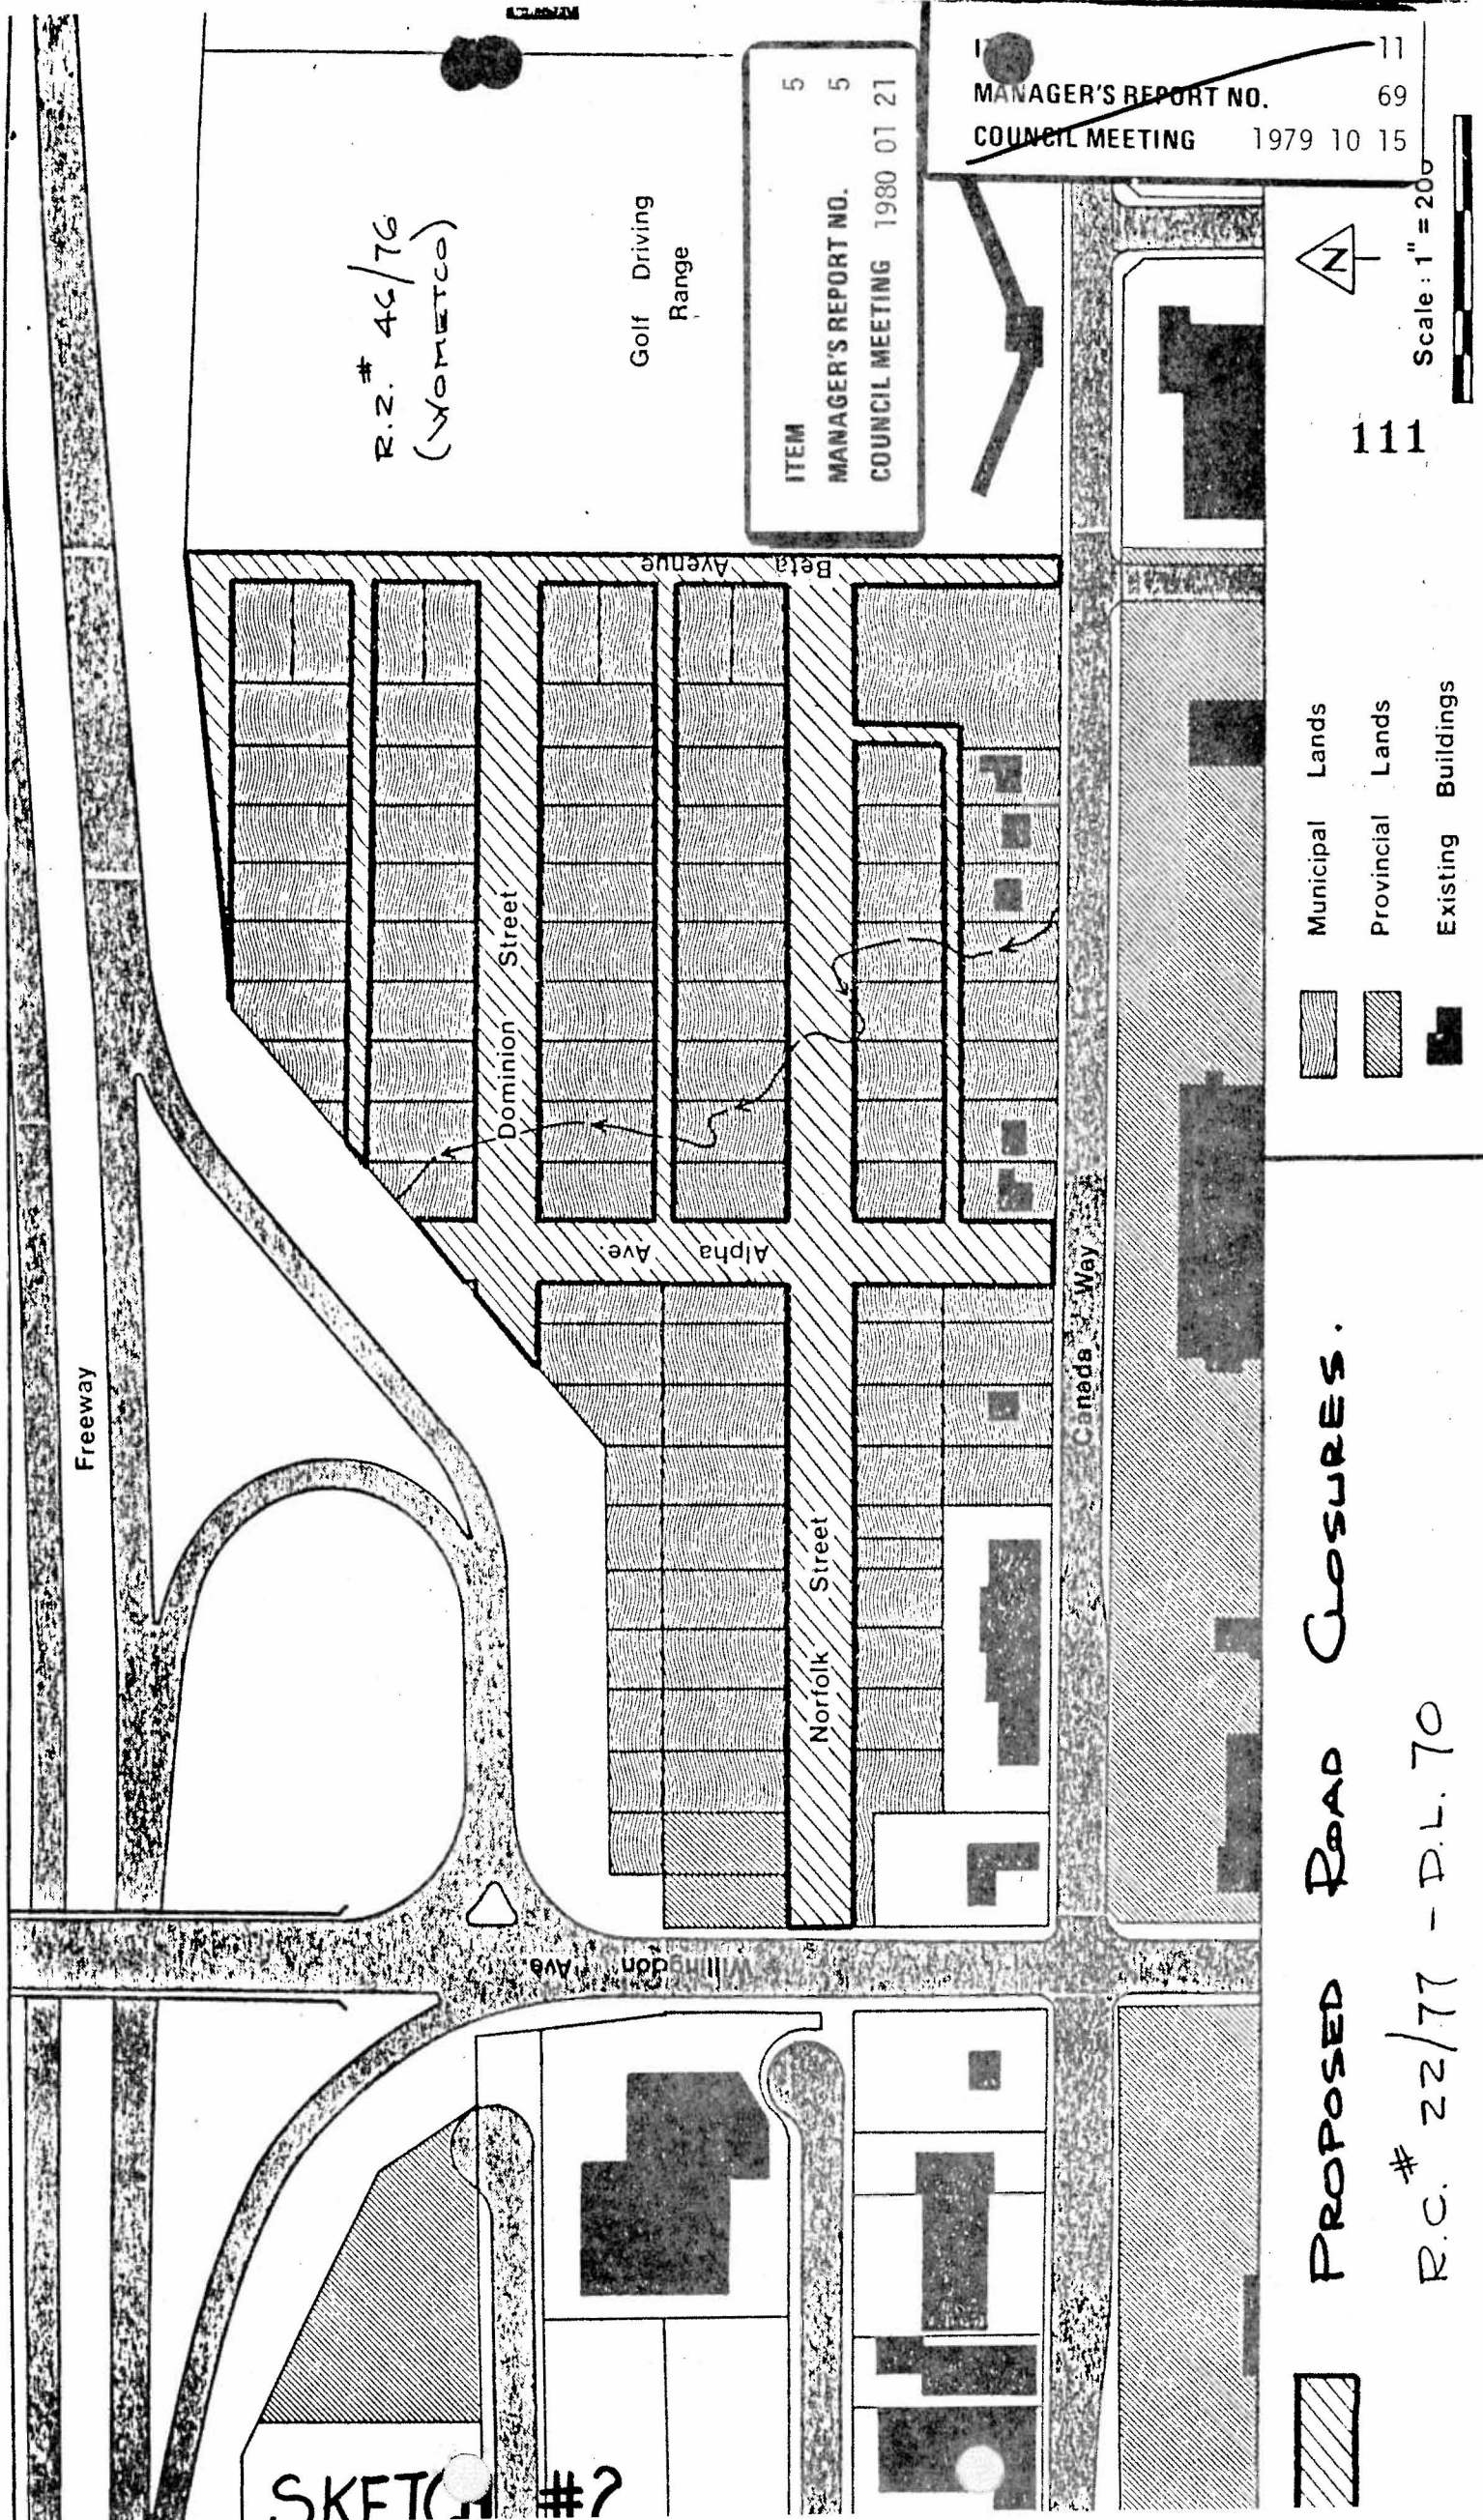 Freeway
R.Z. # 46/76
(WOMETCO)
Golf Driving
Range
ITEM 5
MANAGER'S REPORT NO. 5
COUNCIL MEETING 1980 01 21
11
MANAGER'S REPORT NO. 69
COUNCIL MEETING 1979 10 15
Dominion Street
Beta Avenue
Alpha Ave.
Norfolk Street
Willingdon Ave
Canada Way
SKETCH #2
PROPOSED ROAD CLOSURES.
R.C. # 22/77 - D.L. 70
Municipal Lands
Provincial Lands
Existing Buildings
N
Scale : 1" = 200
111